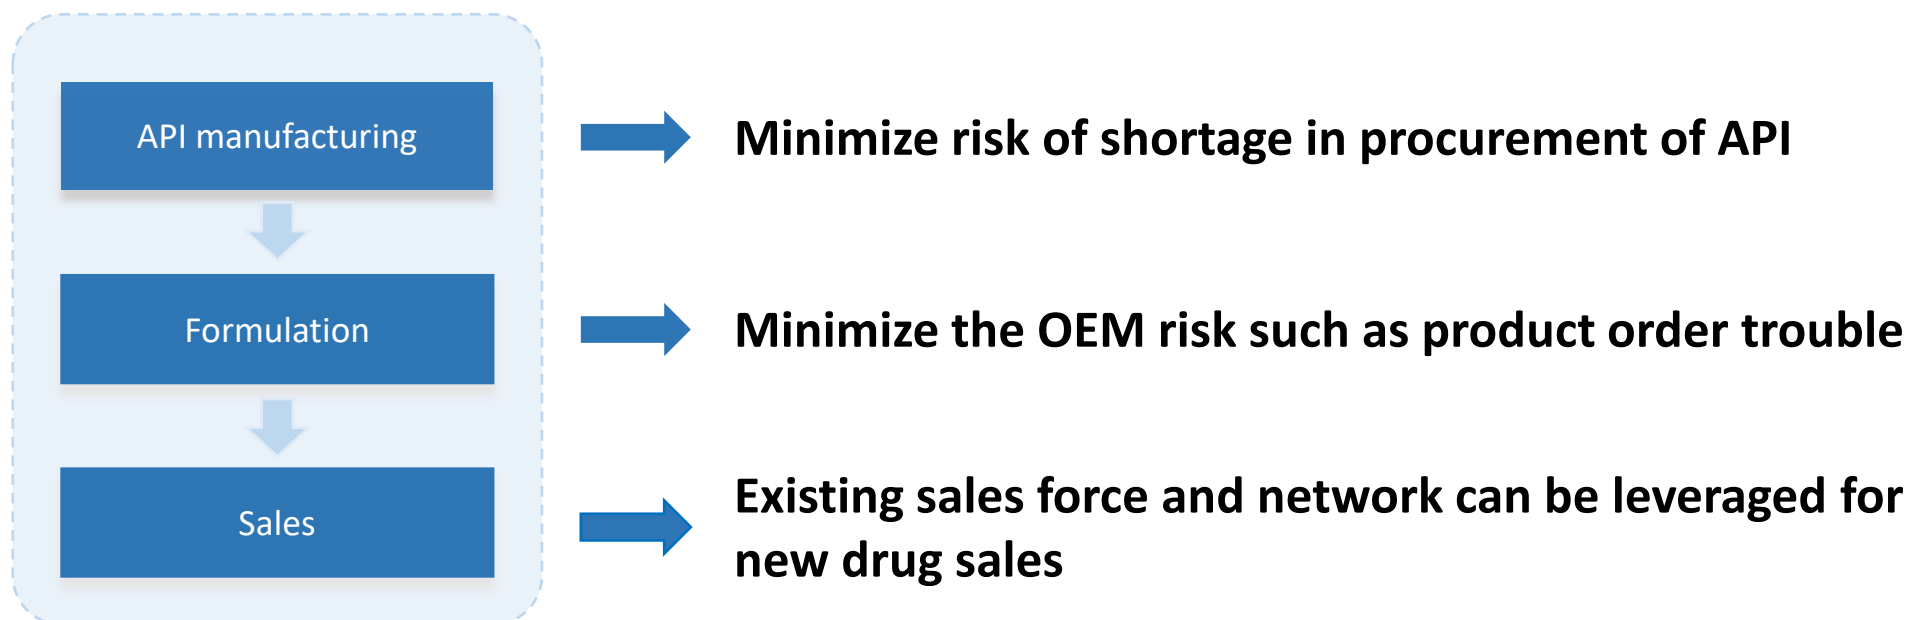 API manufacturing
Minimize risk of shortage in procurement of API
Formulation
Minimize the OEM risk such as product order trouble
Sales
Existing sales force and network can be leveraged for
new drug sales